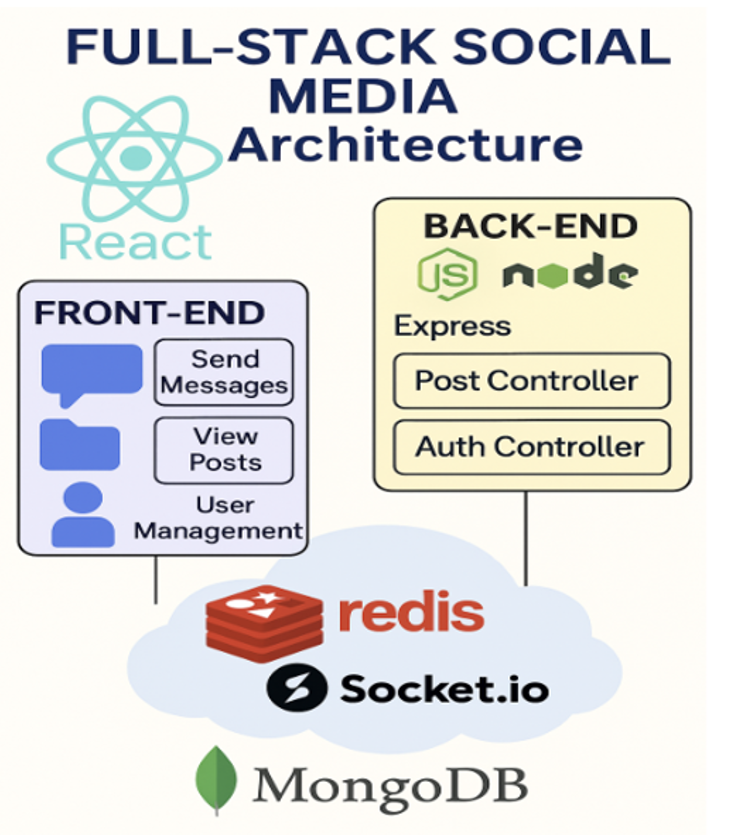 FULL-STACK SOCIAL
MEDIA
Architecture
React
FRONT-END
Send
Messages
View
Posts
User
Management
BACK-END
JS
node
Express
Post Controller
Auth Controller
redis
Socket.io
MongoDB